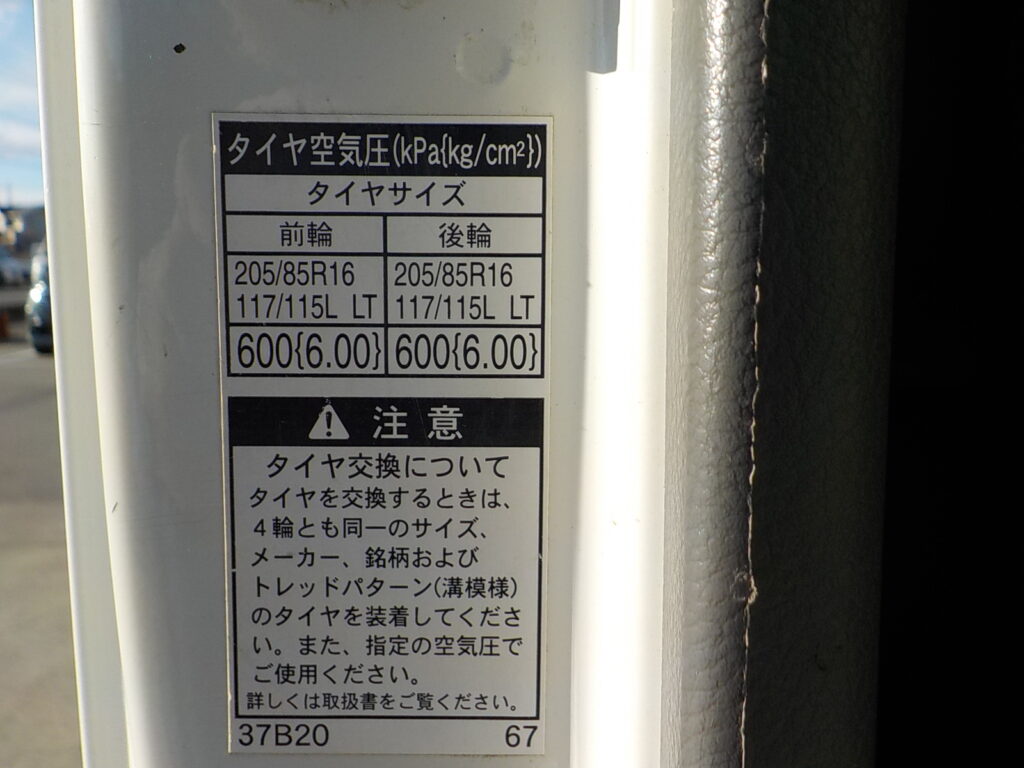 タイヤ空気圧(kPa{kg/cm²})
タイヤサイズ
前輪 後輪
205/85R16 205/85R16
117/115L LT 117/115L LT
600{6.00} 600{6.00}
注意
タイヤ交換について
タイヤを交換するときは、
4輪とも同一のサイズ、
メーカー、銘柄および
トレッドパターン(溝模様)
のタイヤを装着してくださ
い。また、指定の空気圧で
ご使用ください。
詳しくは取扱書をご覧ください。
37B20 67